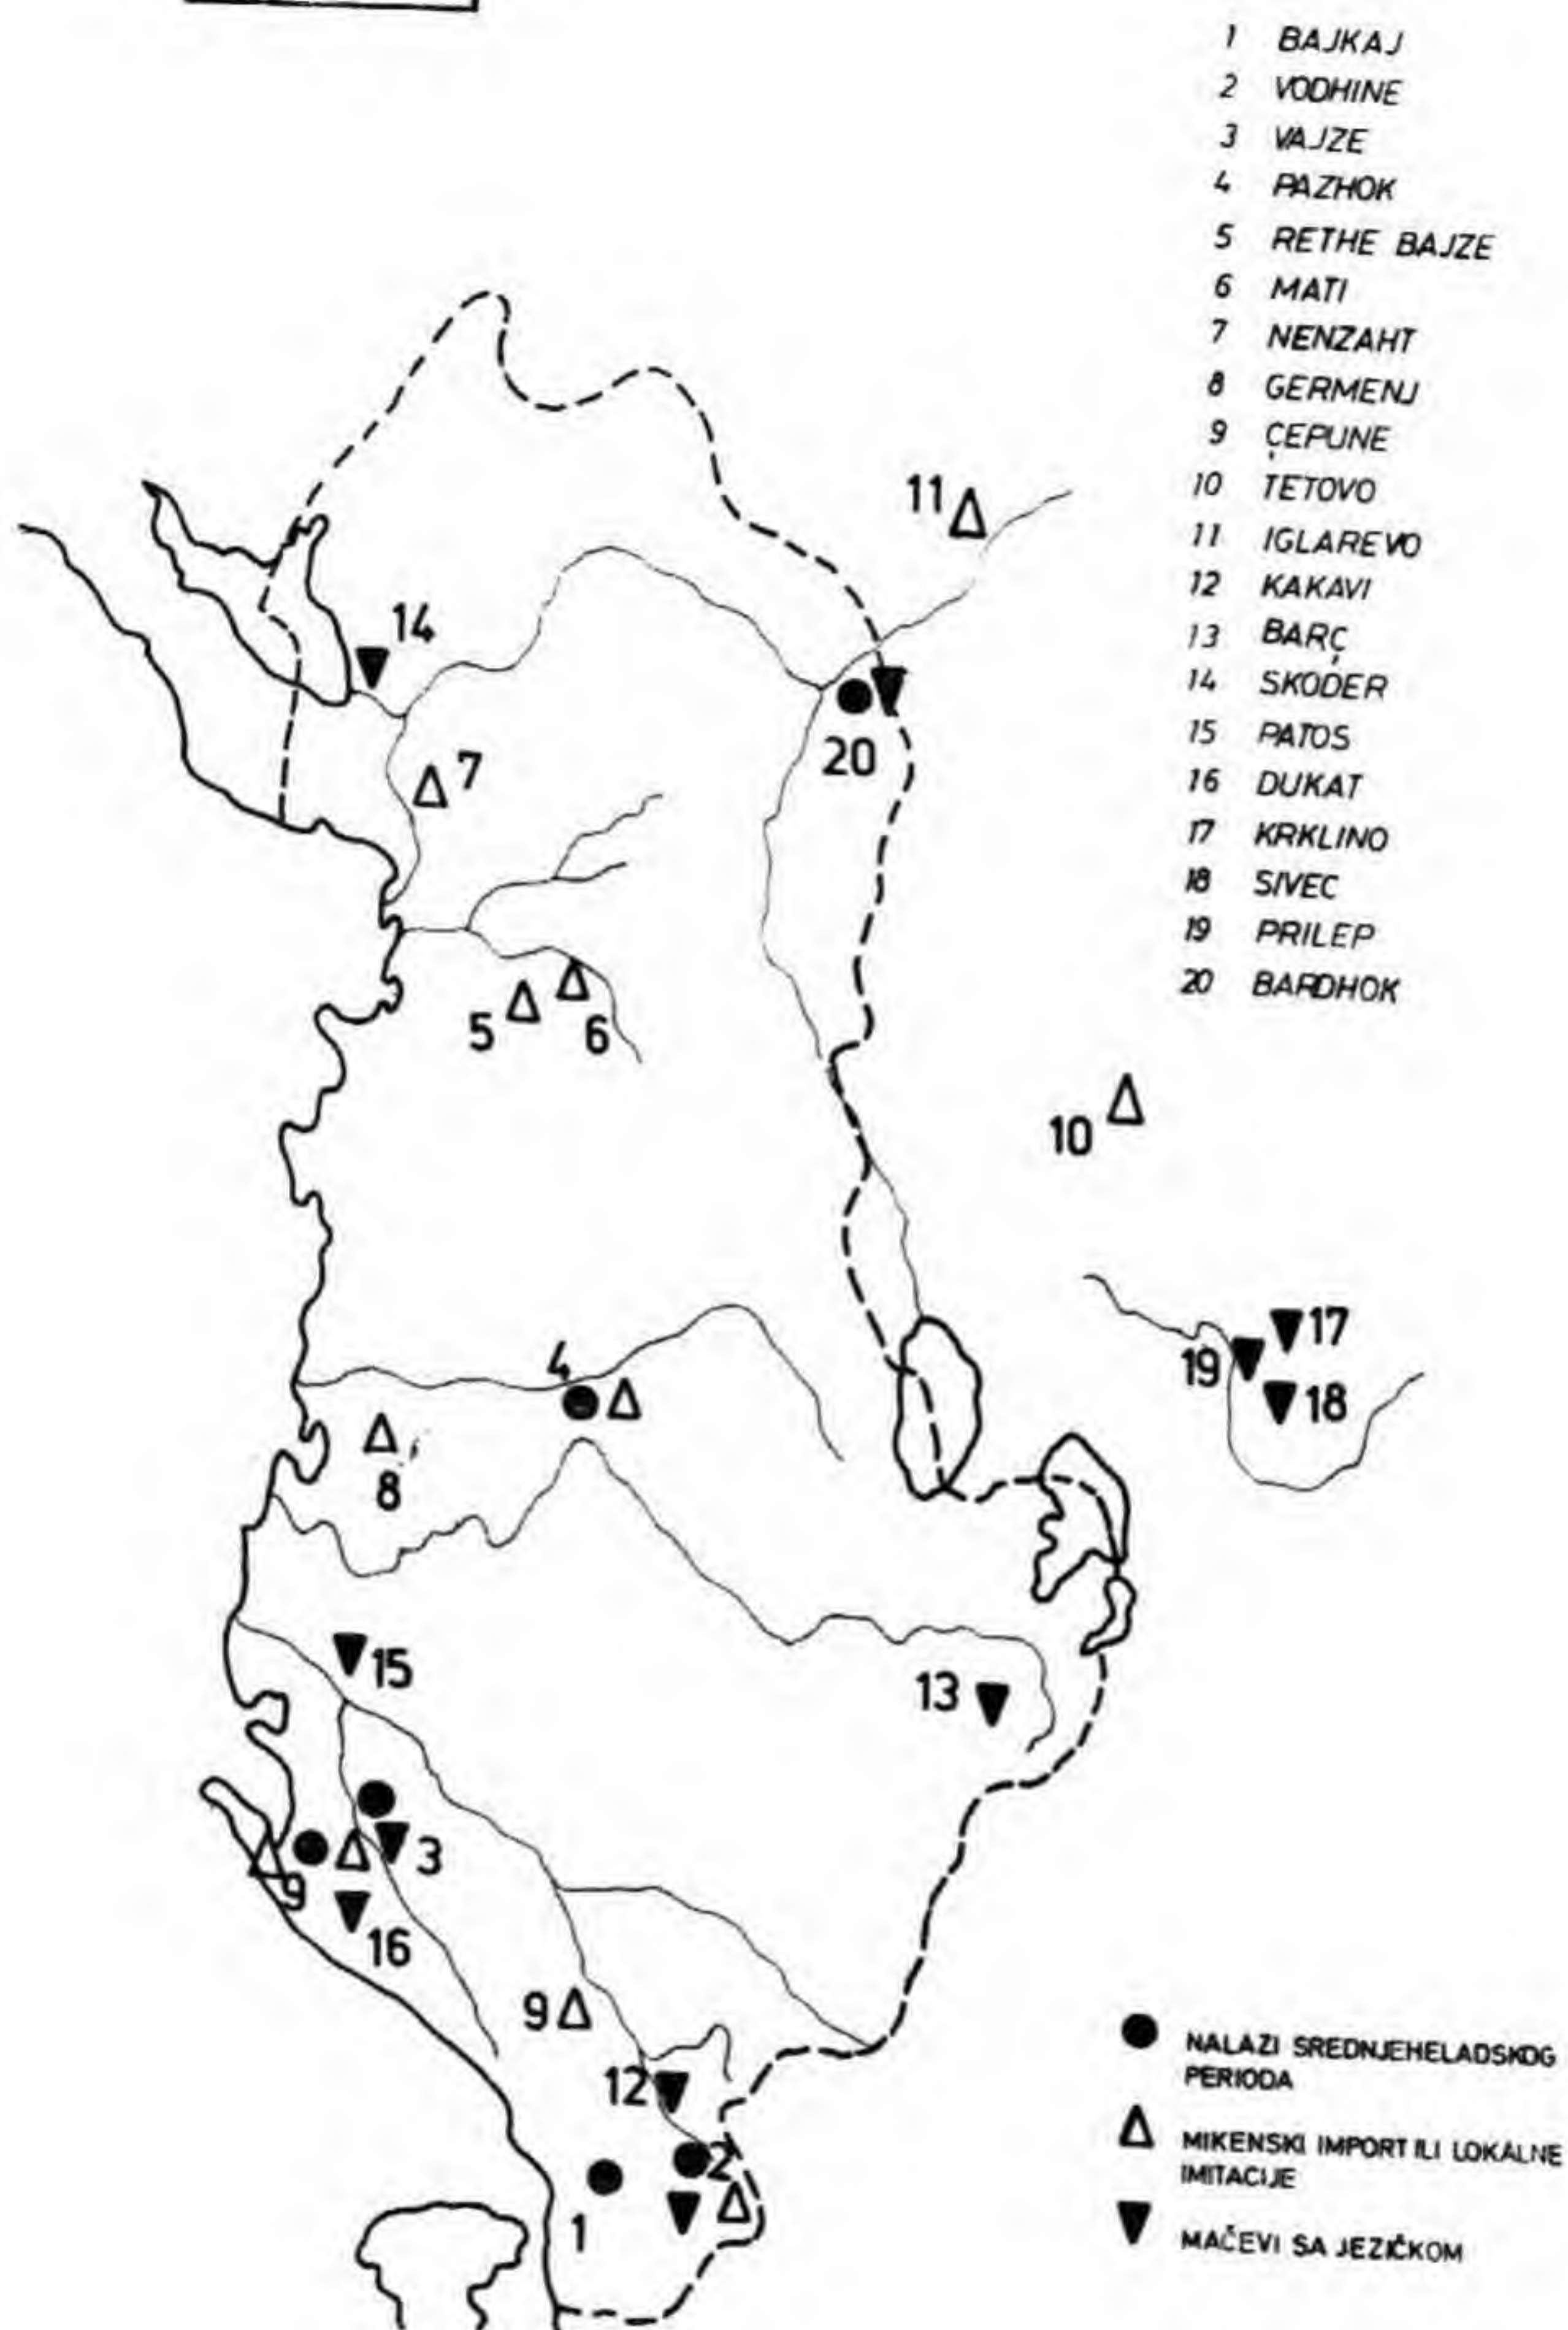 1 BAJKAJ
2 VODHINE
3 VAJZE
4 PAZHOK
5 RETHE BAJZE
6 MATI
7 NENZAHT
8 GERMENJ
9 ÇEPUNE
10 TETOVO
11 IGLAREVO
12 KAKAVI
13 BARÇ
14 SKODER
15 PATOS
16 DUKAT
17 KRKLINO
18 SIVEC
19 PRILEP
20 BARDHOK
11
14
20
7
5
6
10
4
17
19
18
8
15
13
3
9
16
9
12
2
1
NALAZI SREDNJEHELADSKOG
PERIODA
MIKENSKI IMPORT ILI LOKALNE
IMITACIJE
MAČEVI SA JEZIČKOM